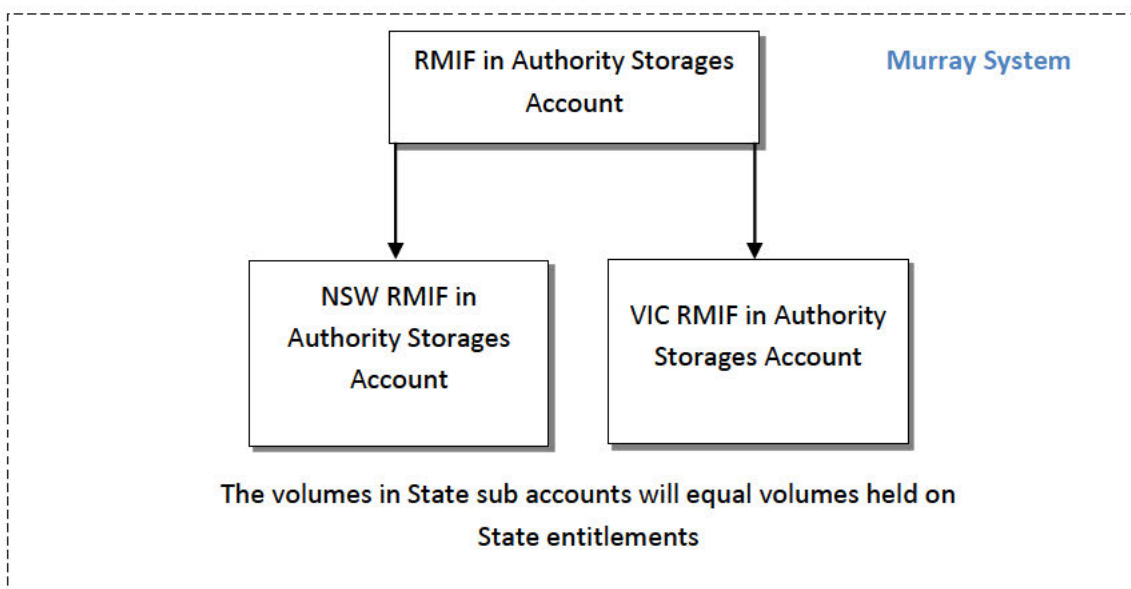 RMIF in Authority Storages
Account
Murray System
NSW RMIF in
Authority Storages
Account
VIC RMIF in Authority
Storages Account
The volumes in State sub accounts will equal volumes held on
State entitlements